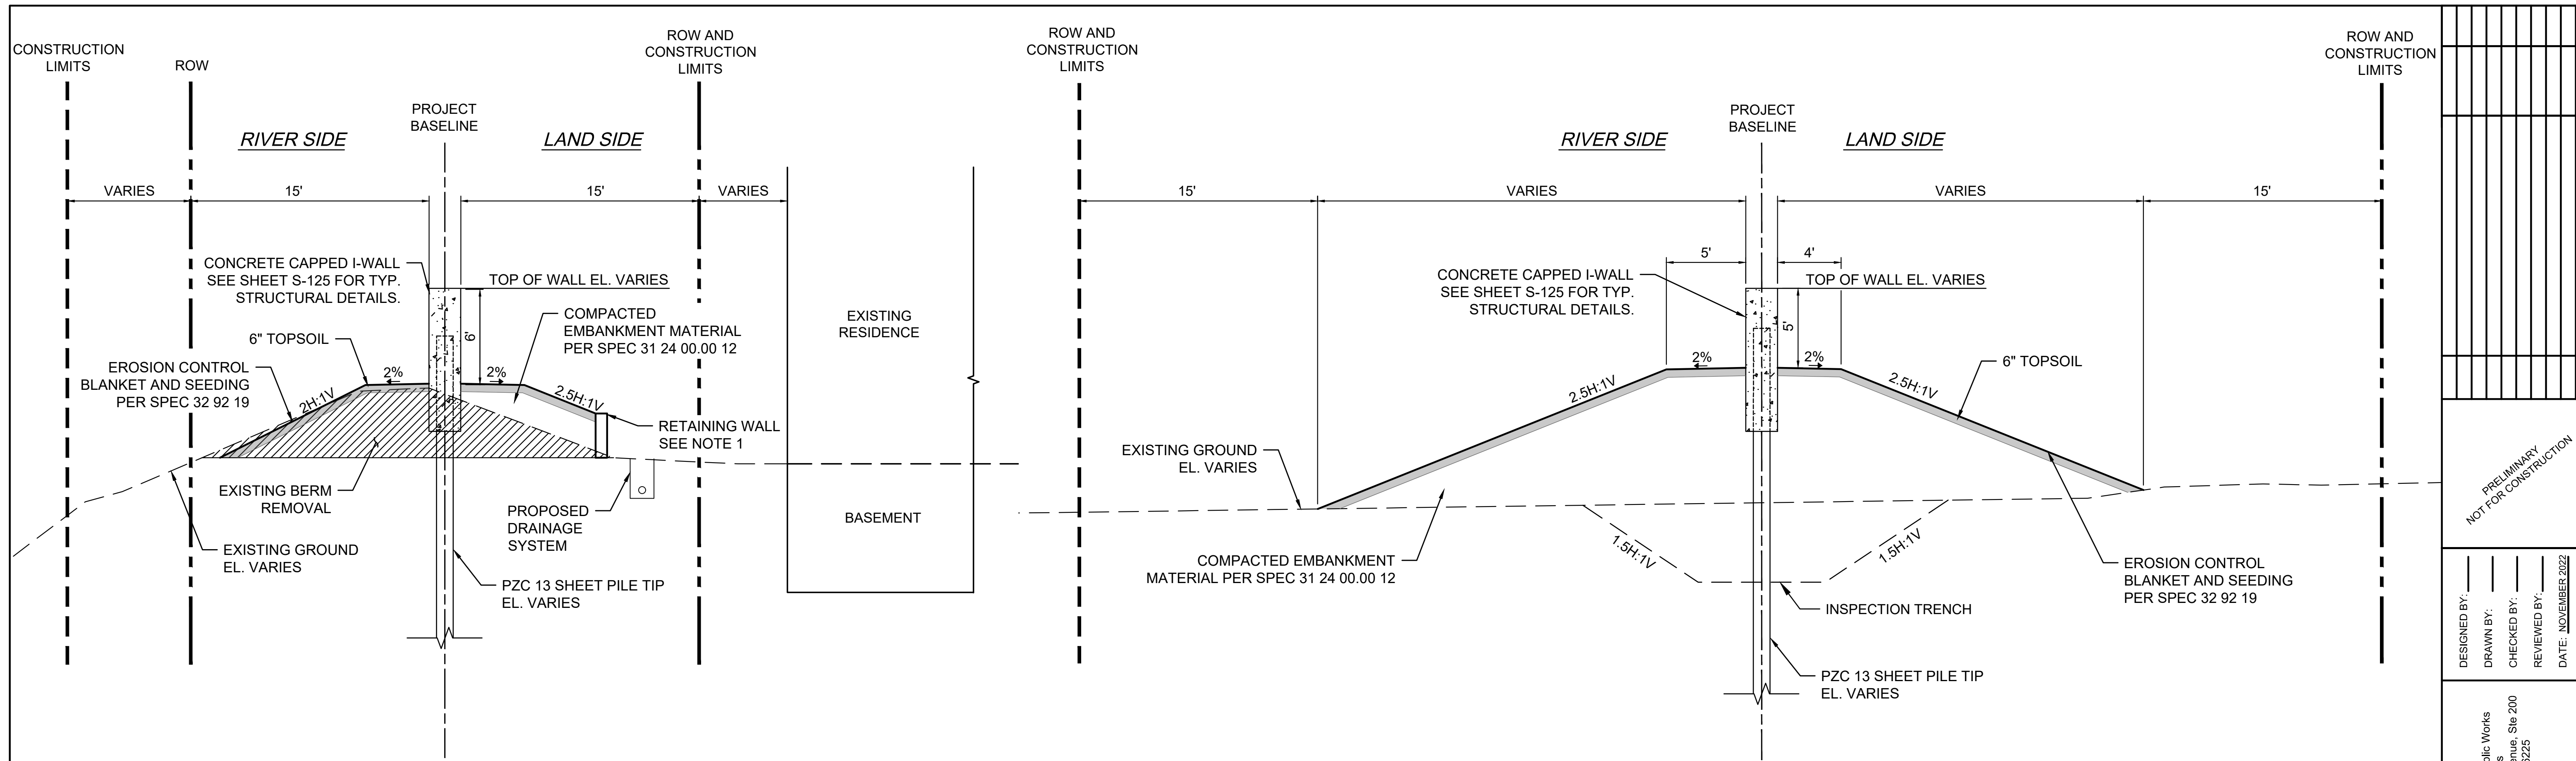 CONSTRUCTION
LIMITS
ROW
PROJECT
BASELINE
ROW AND
CONSTRUCTION
LIMITS
RIVER SIDE
LAND SIDE
VARIES
15'
15'
VARIES
CONCRETE CAPPED I-WALL
SEE SHEET S-125 FOR TYP.
STRUCTURAL DETAILS.
TOP OF WALL EL. VARIES
6'
COMPACTED
EMBANKMENT MATERIAL
PER SPEC 31 24 00.00 12
6" TOPSOIL
EROSION CONTROL
BLANKET AND SEEDING
PER SPEC 32 92 19
2H:1V
2%
2%
2.5H:1V
RETAINING WALL
SEE NOTE 1
EXISTING BERM
REMOVAL
EXISTING GROUND
EL. VARIES
PROPOSED
DRAINAGE
SYSTEM
PZC 13 SHEET PILE TIP
EL. VARIES
EXISTING
RESIDENCE
BASEMENT
ROW AND
CONSTRUCTION
LIMITS
PROJECT
BASELINE
ROW AND
CONSTRUCTION
LIMITS
RIVER SIDE
LAND SIDE
15'
VARIES
VARIES
15'
5'
4'
CONCRETE CAPPED I-WALL
SEE SHEET S-125 FOR TYP.
STRUCTURAL DETAILS.
TOP OF WALL EL. VARIES
5'
2%
2%
2.5H:1V
2.5H:1V
6" TOPSOIL
EXISTING GROUND
EL. VARIES
COMPACTED EMBANKMENT
MATERIAL PER SPEC 31 24 00.00 12
1.5H:1V
1.5H:1V
INSPECTION TRENCH
EROSION CONTROL
BLANKET AND SEEDING
PER SPEC 32 92 19
PZC 13 SHEET PILE TIP
EL. VARIES
PRELIMINARY
NOT FOR CONSTRUCTION
DESIGNED BY:
DRAWN BY:
CHECKED BY:
REVIEWED BY:
DATE: NOVEMBER 2022
Works
Ste 200